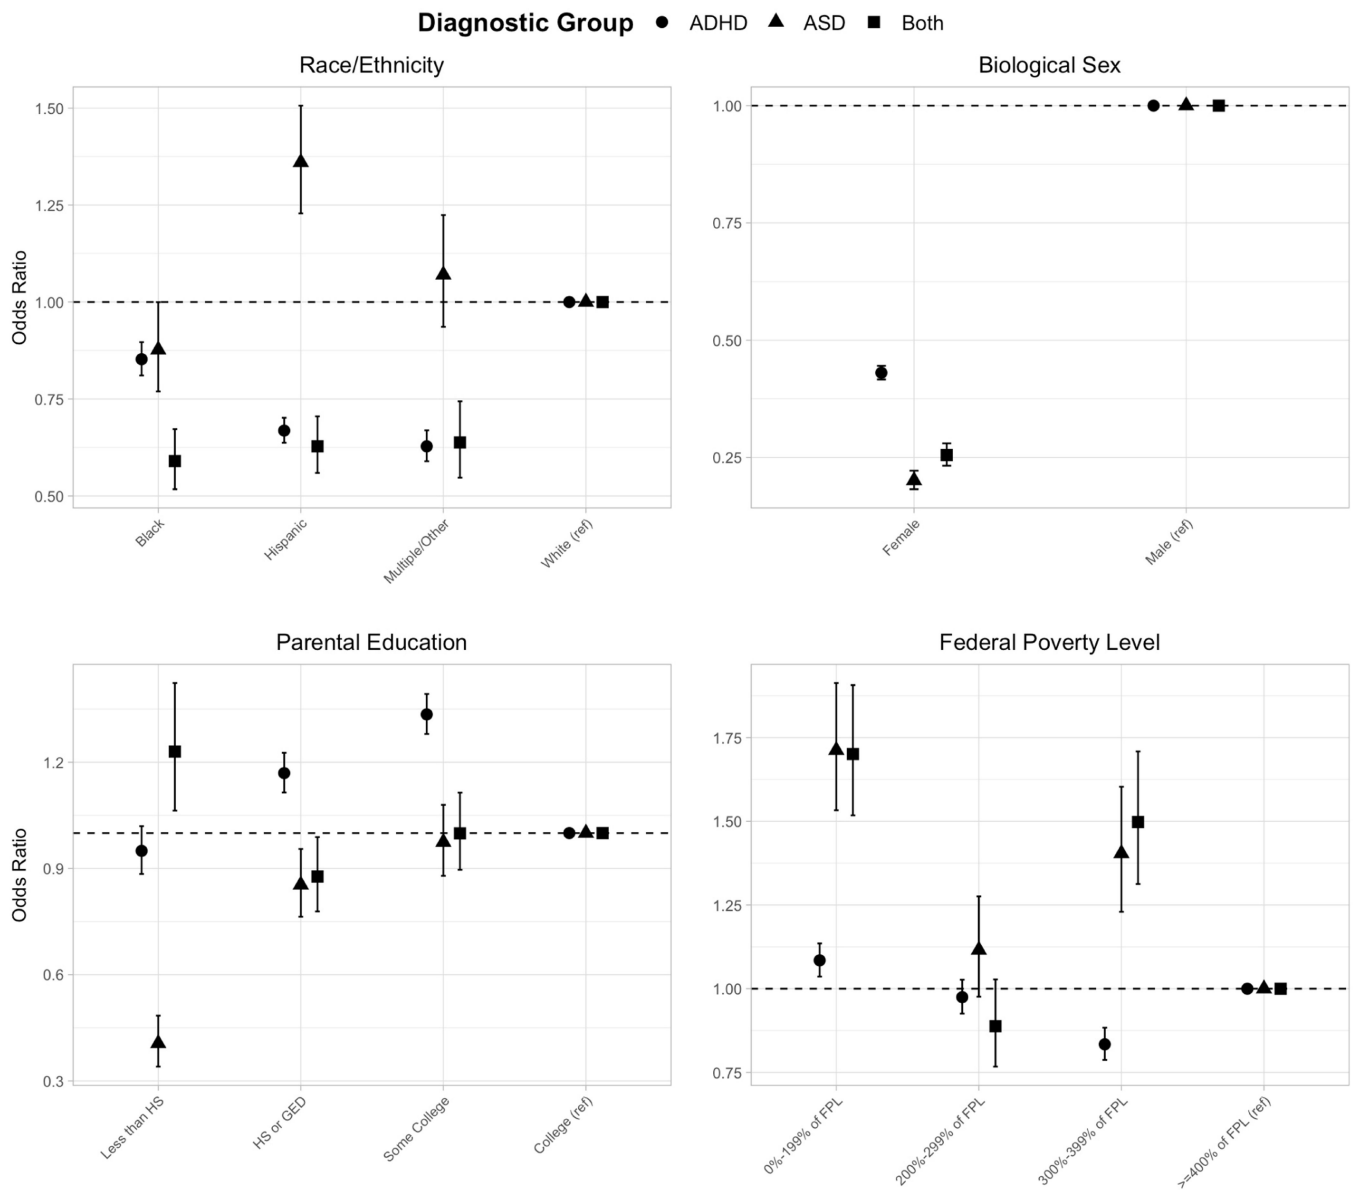 Diagnostic Group ADHD ASD Both
Race/Ethnicity
Odds Ratio
1.50
1.25
1.00
0.75
0.50
Black
Hispanic
Multiple/Other
White (ref)
Biological Sex
1.00
0.75
0.50
0.25
Female
Male (ref)
Parental Education
Odds Ratio
1.2
0.9
0.6
0.3
Less than HS
HS or GED
Some College
College (ref)
Federal Poverty Level
1.75
1.50
1.25
1.00
0.75
0%-199% of FPL
200%-299% of FPL
300%-399% of FPL
>=400% of FPL (ref)